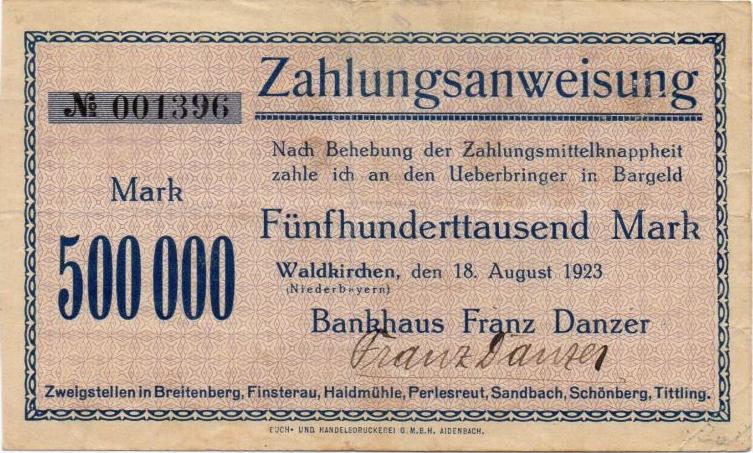 Zahlungsanweisung
№ 001396
Nach Behebung der Zahlungsmittelknappheit
zahle ich an den Ueberbringer in Bargeld
Mark
500000
Fünfhunderttausend Mark
Waldkirchen, den 18. August 1923
(Niederbayern)
Bankhaus Franz Danzer
Franz Danzer
Zweigstellen in Breitenberg, Finsterau, Haidmühle, Perlesreut, Sandbach, Schönberg, Tittling.
BUCH- UND HANDELSDRUCKEREI G.M.B.H. AIDENBACH.